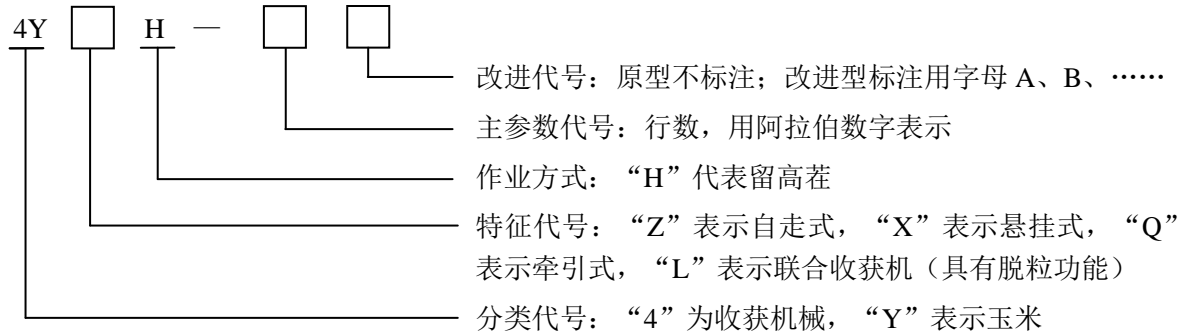 4Y □ H — □ □
改进代号：原型不标注；改进型标注用字母 A、B、……
主参数代号：行数，用阿拉伯数字表示
作业方式：“H”代表留高茬
特征代号：“Z”表示自走式，“X”表示悬挂式，“Q”
表示牵引式，“L”表示联合收获机（具有脱粒功能）
分类代号：“4”为收获机械，“Y”表示玉米